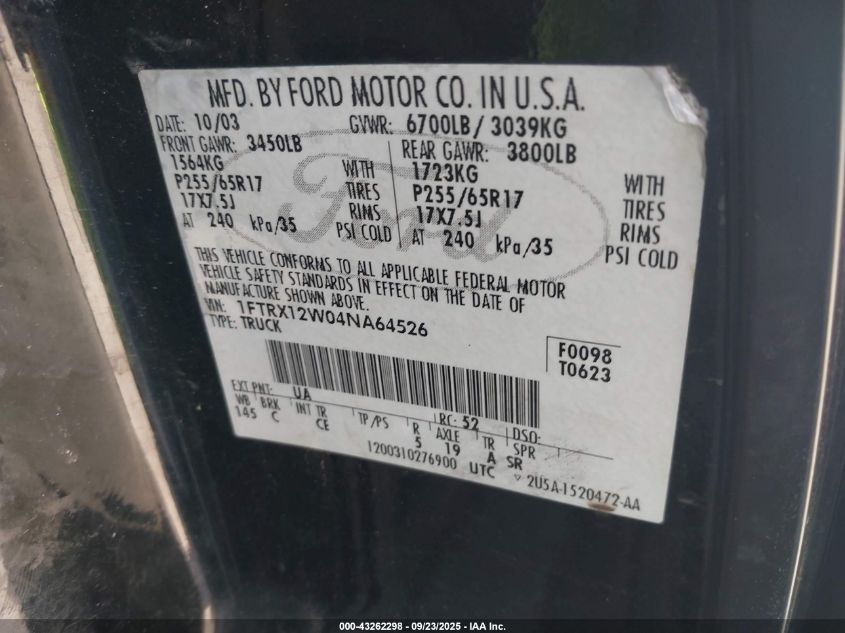 MFD. BY FORD MOTOR CO. IN U.S.A.
DATE: 10/03 GVWR: 6700LB/ 3039KG
FRONT GAWR: 3450LB REAR GAWR: 3800LB
1564KG WITH 1723KG WITH
P255/65R17 TIRES P255/65R17 TIRES
17X7.5J RIMS 17X7.5J RIMS
AT 240 kPa/35 PSI COLD AT 240 kPa/35 PSI COLD
THIS VEHICLE CONFORMS TO ALL APPLICABLE FEDERAL MOTOR
VEHICLE SAFETY STANDARDS IN EFFECT ON THE DATE OF
MANUFACTURE SHOWN ABOVE.
VIN: 1FTRX12W04NA64526
TYPE: TRUCK
F0098
T0623
Ford
EXT PNT: UA RC: 52 DSO:
WB BRK INT TR TP/PS R AXLE TR SPR
145 C CE 5 19 A SR
1200310276900 UTC 2U5A-1520472-AA
000-43262298 - 09/23/2025 - IAA Inc.